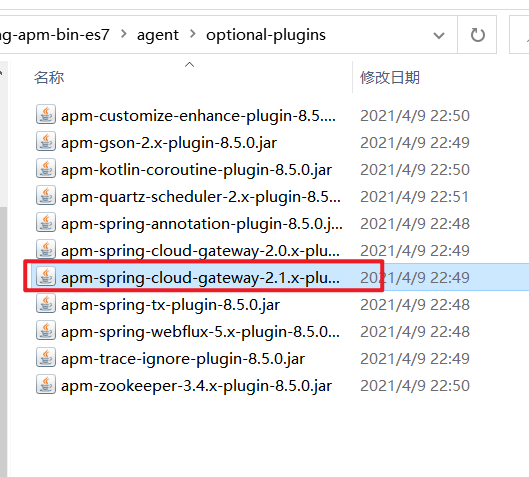 ng-apm-bin-es7 > agent > optional-plugins
名称 修改日期
apm-customize-enhance-plugin-8.5.... 2021/4/9 22:50
apm-gson-2.x-plugin-8.5.0.jar 2021/4/9 22:49
apm-kotlin-coroutine-plugin-8.5.0.jar 2021/4/9 22:50
apm-quartz-scheduler-2.x-plugin-8.5... 2021/4/9 22:51
apm-spring-annotation-plugin-8.5.0.j... 2021/4/9 22:48
apm-spring-cloud-gateway-2.0.x-plu... 2021/4/9 22:49
apm-spring-cloud-gateway-2.1.x-plu... 2021/4/9 22:49
apm-spring-tx-plugin-8.5.0.jar 2021/4/9 22:48
apm-spring-webflux-5.x-plugin-8.5.0... 2021/4/9 22:48
apm-trace-ignore-plugin-8.5.0.jar 2021/4/9 22:49
apm-zookeeper-3.4.x-plugin-8.5.0.jar 2021/4/9 22:50